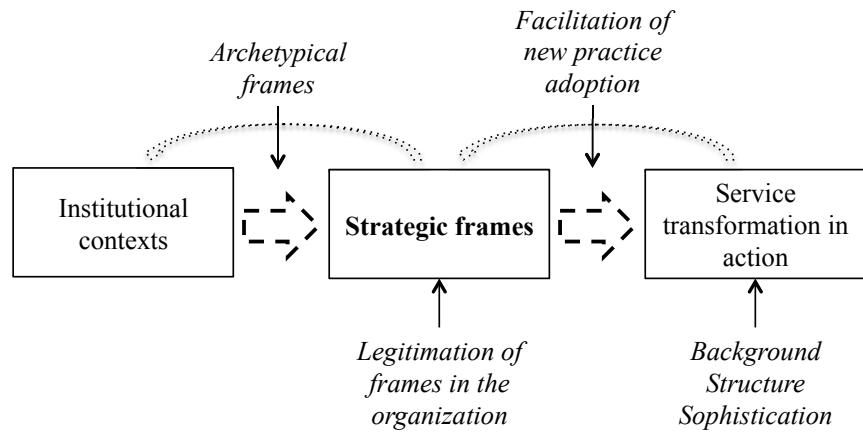 Archetypical
frames
Facilitation of
new practice
adoption
Institutional
contexts
Strategic frames
Service
transformation in
action
Legitimation of
frames in the
organization
Background
Structure
Sophistication